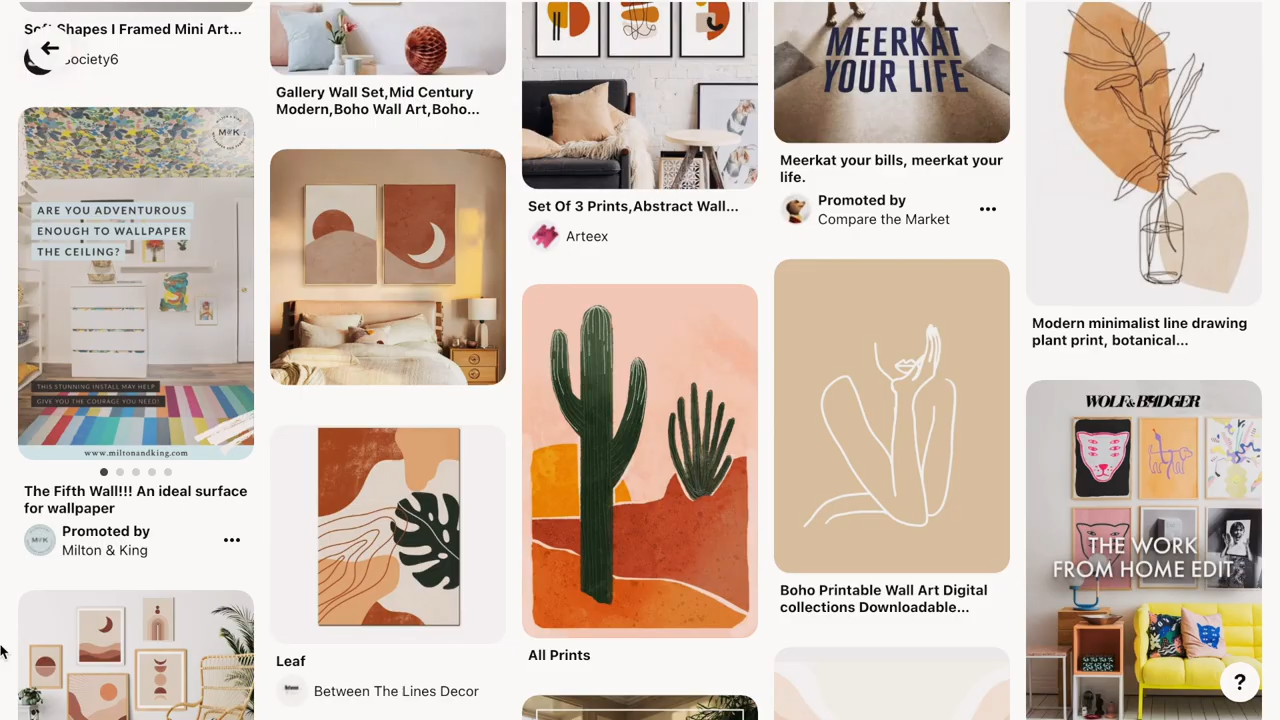 Soft Shapes I Framed Mini Art...
Society6
M&K
ARE YOU ADVENTUROUS
ENOUGH TO WALLPAPER
THE CEILING?
THIS STUNNING INSTALL MAY HELP
GIVE YOU THE COURAGE YOU NEED!
www.miltonandking.com
The Fifth Wall!!! An ideal surface
for wallpaper
Promoted by
Milton & King
Gallery Wall Set,Mid Century
Modern,Boho Wall Art,Boho...
Leaf
Between The Lines Decor
Set Of 3 Prints,Abstract Wall...
Arteex
All Prints
MEERKAT
YOUR LIFE
Meerkat your bills, meerkat your
life.
Promoted by
Compare the Market
Boho Printable Wall Art Digital
collections Downloadable...
Modern minimalist line drawing
plant print, botanical...
WOLF & BADGER
THE WORK
FROM HOME EDIT
?